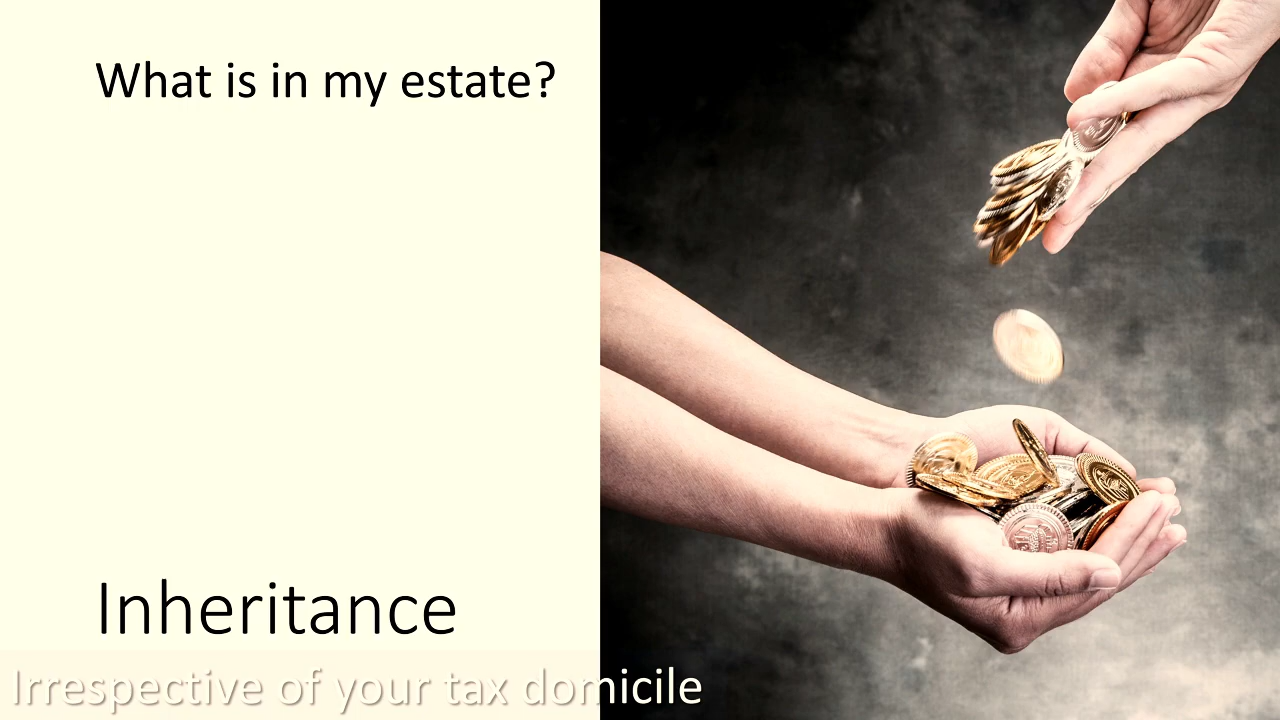 What is in my estate?
Inheritance
Irrespective of your tax domicile